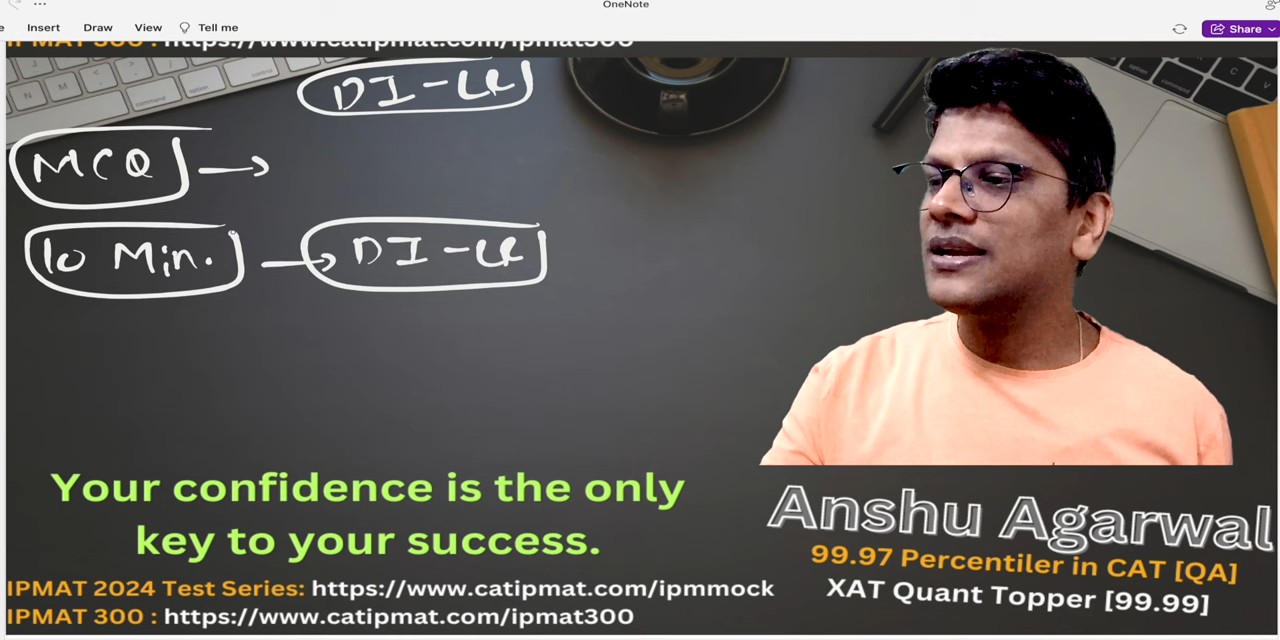 OneNote
Insert Draw View Tell me Share
IPMAT 300 : https://www.catipmat.com/ipmat300
DI-LR
MCQ →
10 Min. → DI-LR
Your confidence is the only
key to your success.
Anshu Agarwal
99.97 Percentiler in CAT [QA]
XAT Quant Topper [99.99]
IPMAT 2024 Test Series: https://www.catipmat.com/ipmmock
IPMAT 300 : https://www.catipmat.com/ipmat300